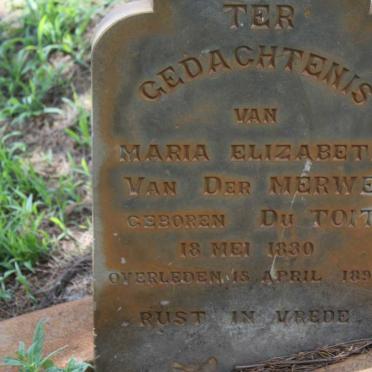 TER
GEDACHTENIS
VAN
MARIA ELIZABET
VAN DER MERWE
GEBOREN DU TOIT
18 MEI 1830
OVERLEDEN 15 APRIL 189
RUST IN VREDE